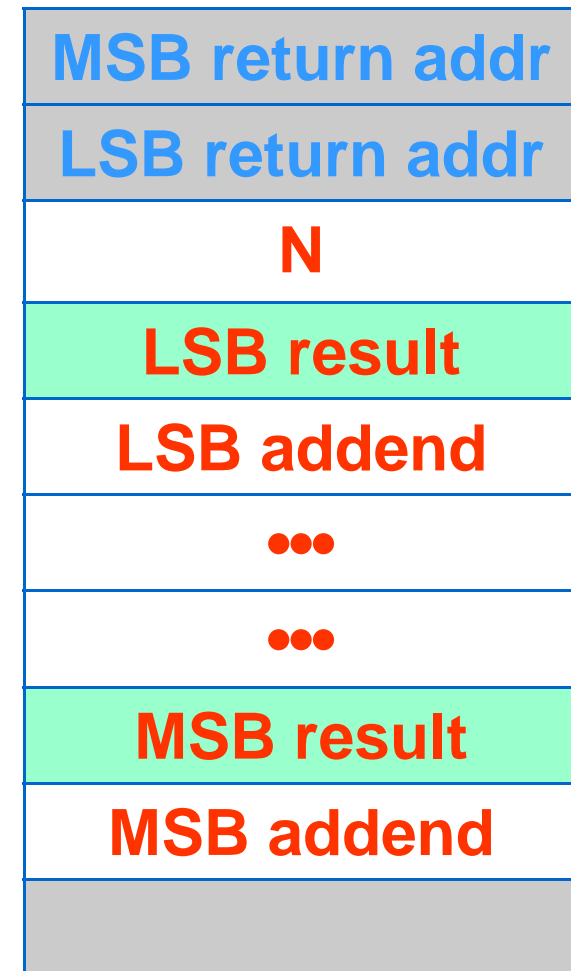 MSB return addr
LSB return addr
N
LSB result
LSB addend
•••
•••
MSB result
MSB addend